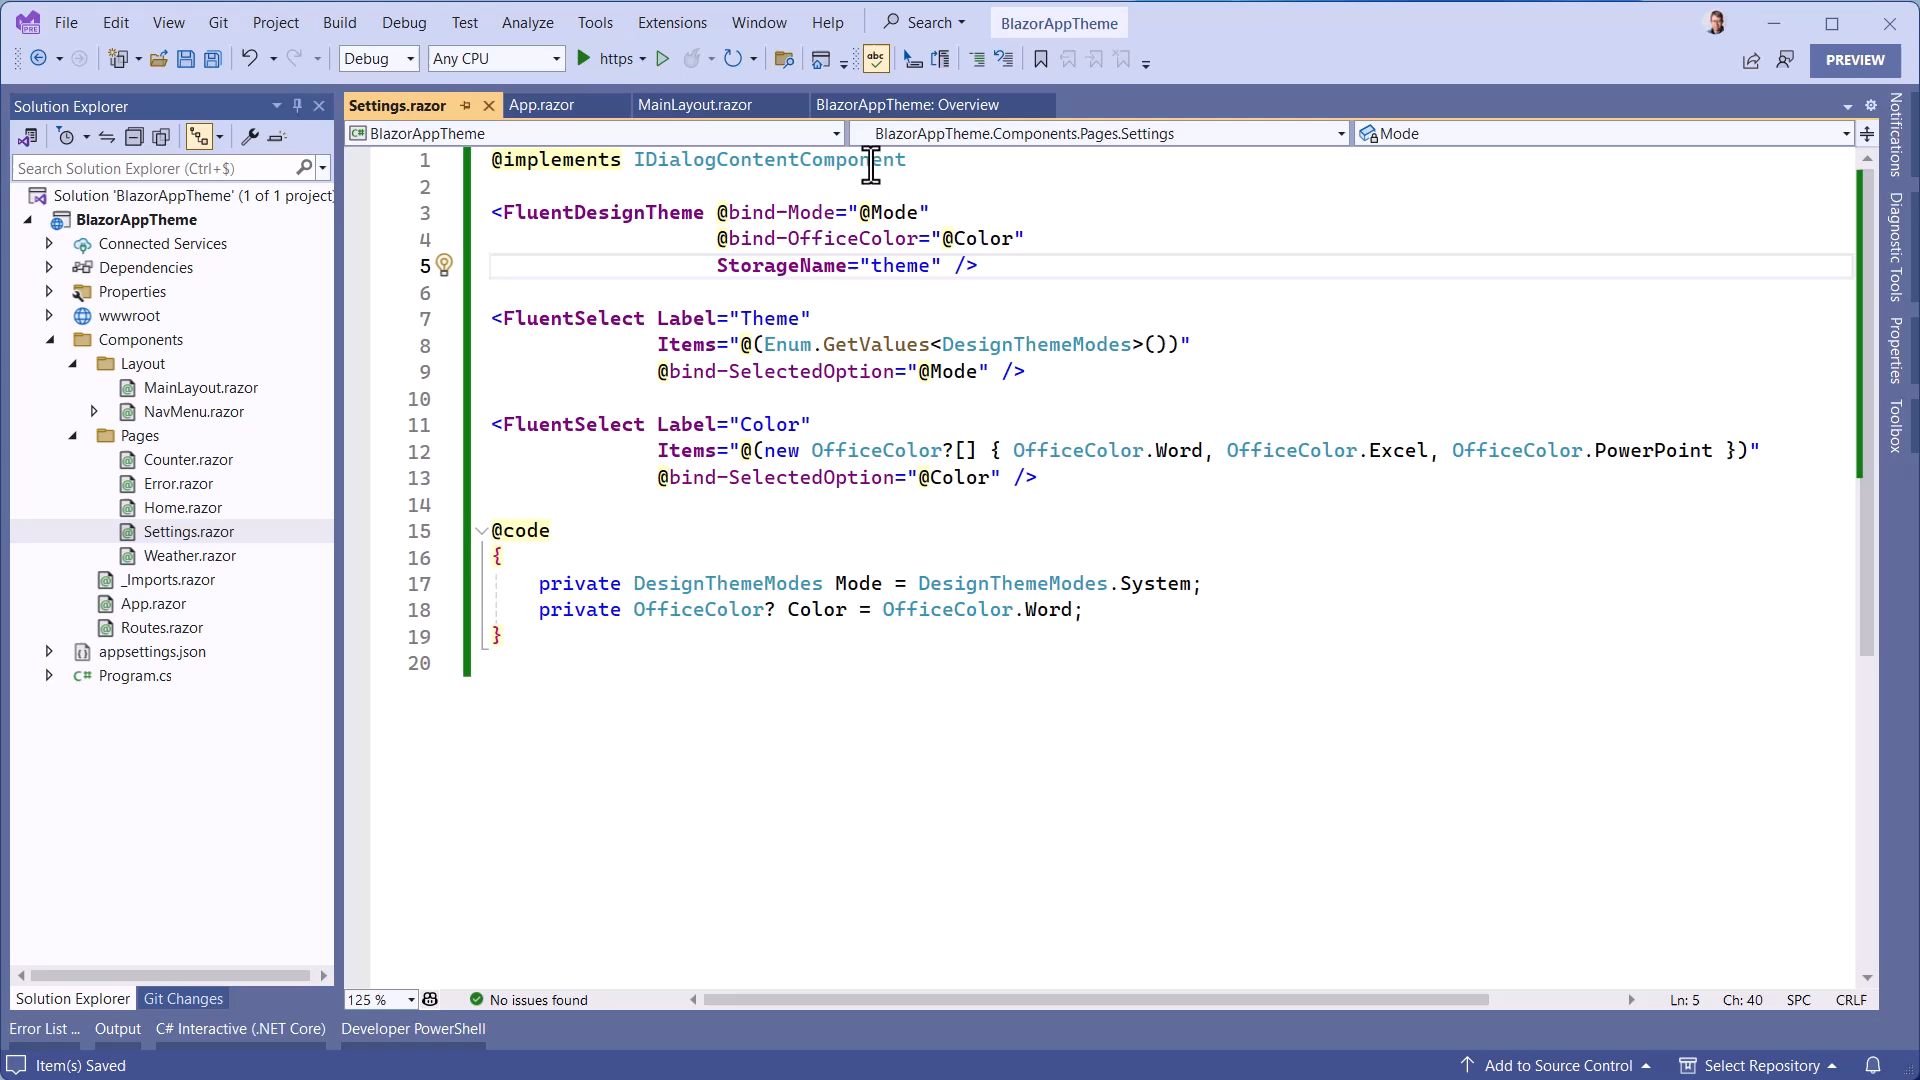 File Edit View Git Project Build Debug Test Analyze Tools Extensions Window Help Search BlazorAppTheme
Debug Any CPU https PREVIEW
Solution Explorer
Search Solution Explorer (Ctrl+$)
Solution 'BlazorAppTheme' (1 of 1 project)
BlazorAppTheme
Connected Services
Dependencies
Properties
wwwroot
Components
Layout
MainLayout.razor
NavMenu.razor
Pages
Counter.razor
Error.razor
Home.razor
Settings.razor
Weather.razor
_Imports.razor
App.razor
Routes.razor
appsettings.json
C# Program.cs
Solution Explorer Git Changes
Settings.razor App.razor MainLayout.razor BlazorAppTheme: Overview
C# BlazorAppTheme BlazorAppTheme.Components.Pages.Settings Mode
1 @implements IDialogContentComponent
2
3 <FluentDesignTheme @bind-Mode="@Mode"
4 @bind-OfficeColor="@Color"
5 StorageName="theme" />
6
7 <FluentSelect Label="Theme"
8 Items="@(Enum.GetValues<DesignThemeModes>())"
9 @bind-SelectedOption="@Mode" />
10
11 <FluentSelect Label="Color"
12 Items="@(new OfficeColor?[] { OfficeColor.Word, OfficeColor.Excel, OfficeColor.PowerPoint })"
13 @bind-SelectedOption="@Color" />
14
15 @code
16 {
17 private DesignThemeModes Mode = DesignThemeModes.System;
18 private OfficeColor? Color = OfficeColor.Word;
19 }
20
125 % No issues found Ln: 5 Ch: 40 SPC CRLF
Notifications
Diagnostic Tools
Properties
Toolbox
Error List ... Output C# Interactive (.NET Core) Developer PowerShell
Item(s) Saved Add to Source Control Select Repository